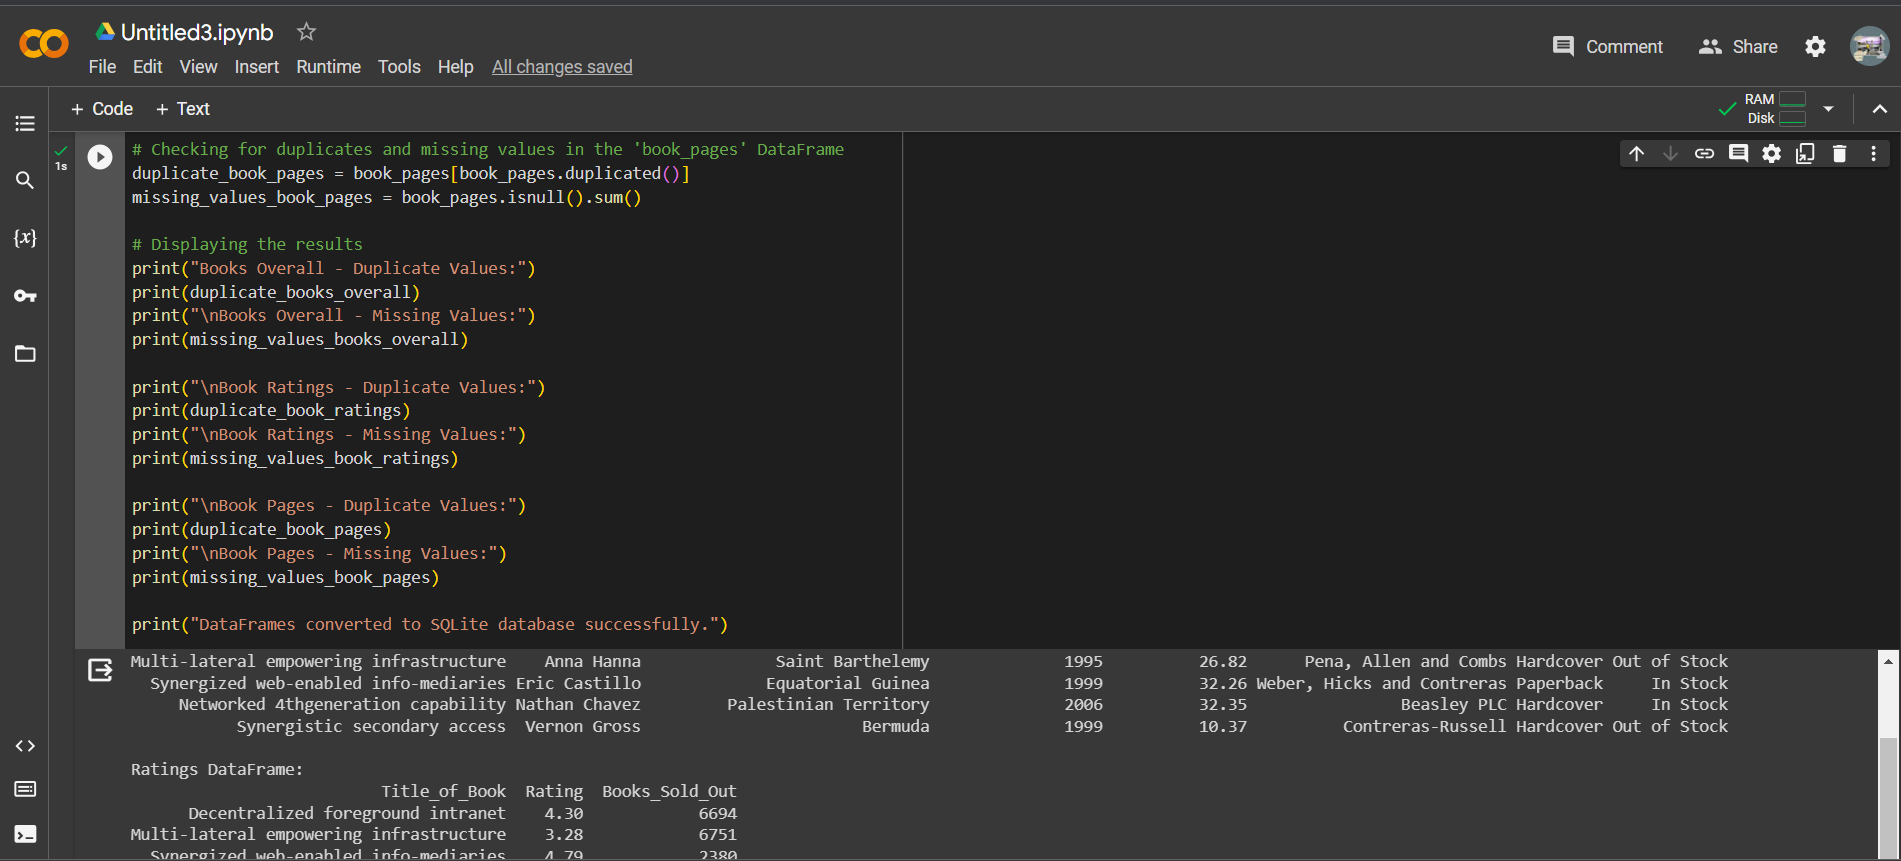 Untitled3.ipynb
File Edit View Insert Runtime Tools Help All changes saved
Comment Share
+ Code + Text
RAM
Disk
1s
{x}
# Checking for duplicates and missing values in the 'book_pages' DataFrame
duplicate_book_pages = book_pages[book_pages.duplicated()]
missing_values_book_pages = book_pages.isnull().sum()
# Displaying the results
print("Books Overall - Duplicate Values:")
print(duplicate_books_overall)
print("\nBooks Overall - Missing Values:")
print(missing_values_books_overall)
print("\nBook Ratings - Duplicate Values:")
print(duplicate_book_ratings)
print("\nBook Ratings - Missing Values:")
print(missing_values_book_ratings)
print("\nBook Pages - Duplicate Values:")
print(duplicate_book_pages)
print("\nBook Pages - Missing Values:")
print(missing_values_book_pages)
print("DataFrames converted to SQLite database successfully.")
Multi-lateral empowering infrastructure Anna Hanna Saint Barthelemy 1995 26.82 Pena, Allen and Combs Hardcover Out of Stock
Synergized web-enabled info-mediaries Eric Castillo Equatorial Guinea 1999 32.26 Weber, Hicks and Contreras Paperback In Stock
Networked 4thgeneration capability Nathan Chavez Palestinian Territory 2006 32.35 Beasley PLC Hardcover In Stock
Synergistic secondary access Vernon Gross Bermuda 1999 10.37 Contreras-Russell Hardcover Out of Stock
Ratings DataFrame:
Title_of_Book Rating Books_Sold_Out
Decentralized foreground intranet 4.30 6694
Multi-lateral empowering infrastructure 3.28 6751
Synergized web-enabled info-mediaries 4.79 2380